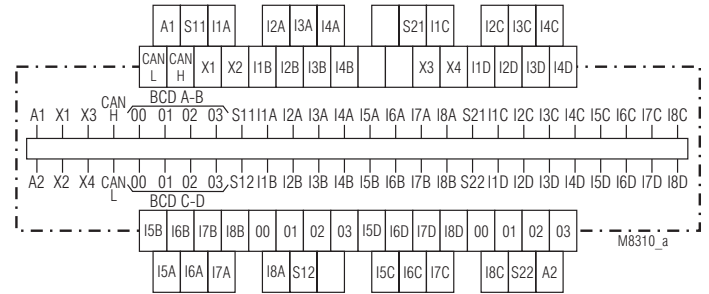 A1 S11 I1A I2A I3A I4A S21 I1C I2C I3C I4C
CAN L CAN H X1 X2 I1B I2B I3B I4B X3 X4 I1D I2D I3D I4D
BCD A-B
A1 X1 X3 CAN H 00 01 02 03 S11 I1A I2A I3A I4A I5A I6A I7A I8A S21 I1C I2C I3C I4C I5C I6C I7C I8C
A2 X2 X4 CAN L 00 01 02 03 S12 I1B I2B I3B I4B I5B I6B I7B I8B S22 I1D I2D I3D I4D I5D I6D I7D I8D
BCD C-D
I5B I6B I7B I8B 00 01 02 03 I5D I6D I7D I8D 00 01 02 03
M8310_a
I5A I6A I7A I8A S12 I5C I6C I7C I8C S22 A2